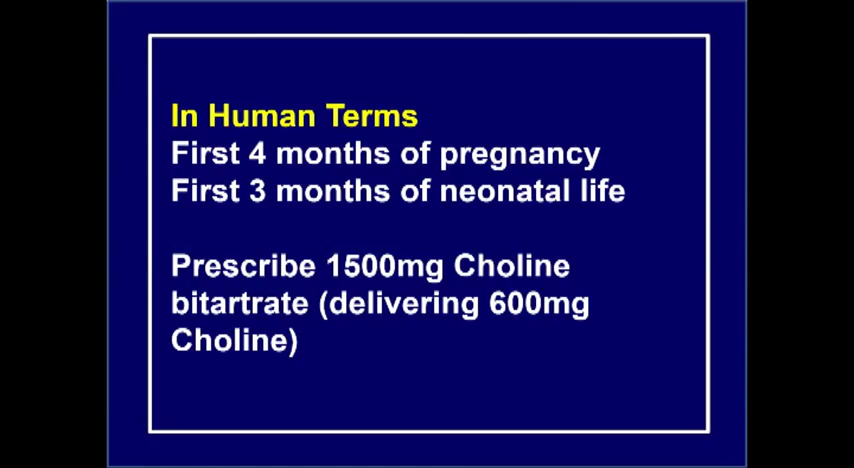 In Human Terms
First 4 months of pregnancy
First 3 months of neonatal life
Prescribe 1500mg Choline
bitartrate (delivering 600mg
Choline)